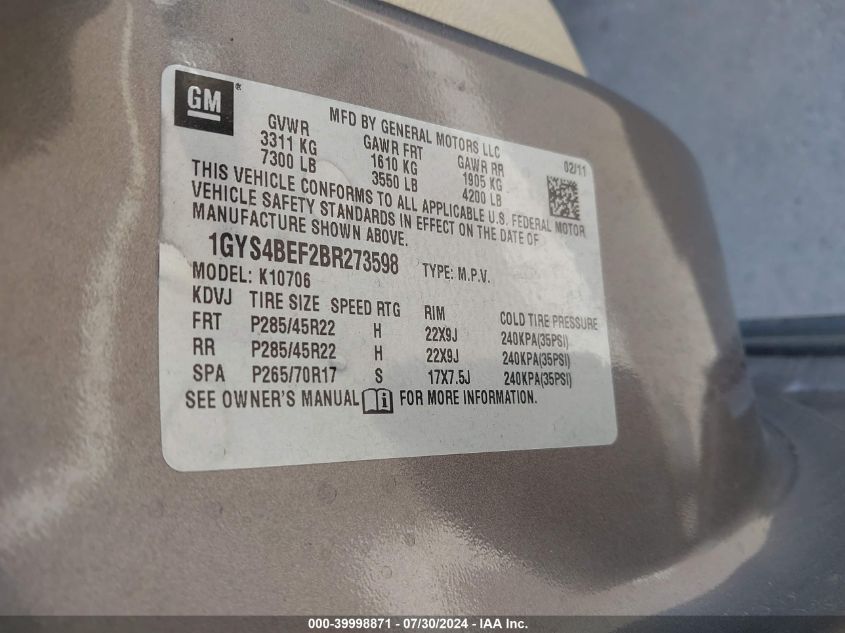 GM®
MFD BY GENERAL MOTORS LLC
02/11
GVWR GAWR FRT GAWR RR
3311 KG 1610 KG 1905 KG
7300 LB 3550 LB 4200 LB
THIS VEHICLE CONFORMS TO ALL APPLICABLE U.S. FEDERAL MOTOR
VEHICLE SAFETY STANDARDS IN EFFECT ON THE DATE OF
MANUFACTURE SHOWN ABOVE.
1GYS4BEF2BR273598 TYPE: M.P.V.
MODEL: K10706
KDVJ TIRE SIZE SPEED RTG RIM COLD TIRE PRESSURE
FRT P285/45R22 H 22X9J 240KPA(35PSI)
RR P285/45R22 H 22X9J 240KPA(35PSI)
SPA P265/70R17 S 17X7.5J 240KPA(35PSI)
SEE OWNER'S MANUAL i FOR MORE INFORMATION.
000-39998871 - 07/30/2024 - IAA Inc.